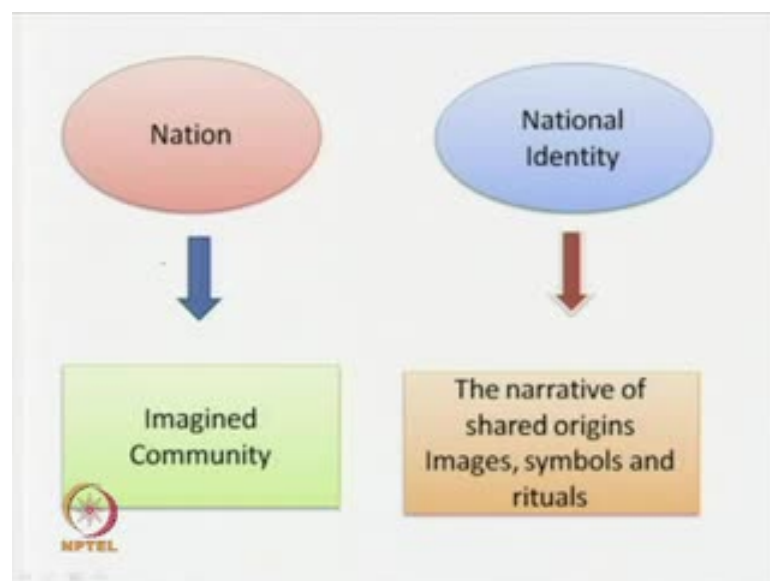 Nation
National
Identity
Imagined
Community
The narrative of
shared origins
Images, symbols and
rituals
NPTEL